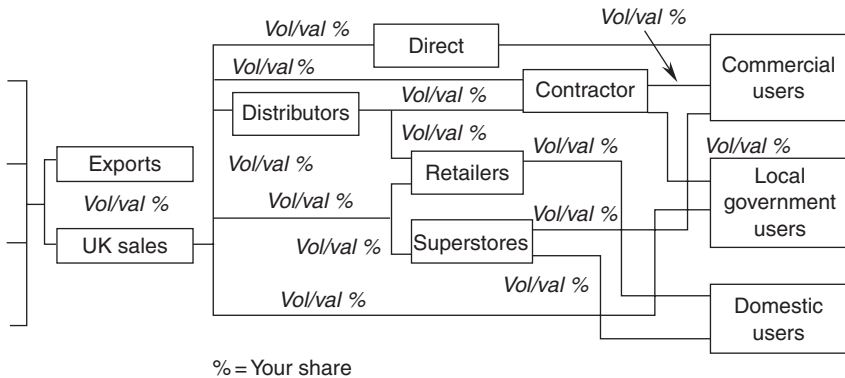 Vol/val %
Direct
Vol/val %
Commercial
users
Vol/val %
Contractor
Distributors
Vol/val %
Vol/val %
Exports
Vol/val %
Retailers
Vol/val %
Vol/val %
Local
government
users
Vol/val %
Vol/val %
UK sales
Vol/val %
Superstores
Vol/val %
Vol/val %
Vol/val %
Domestic
users
% = Your share